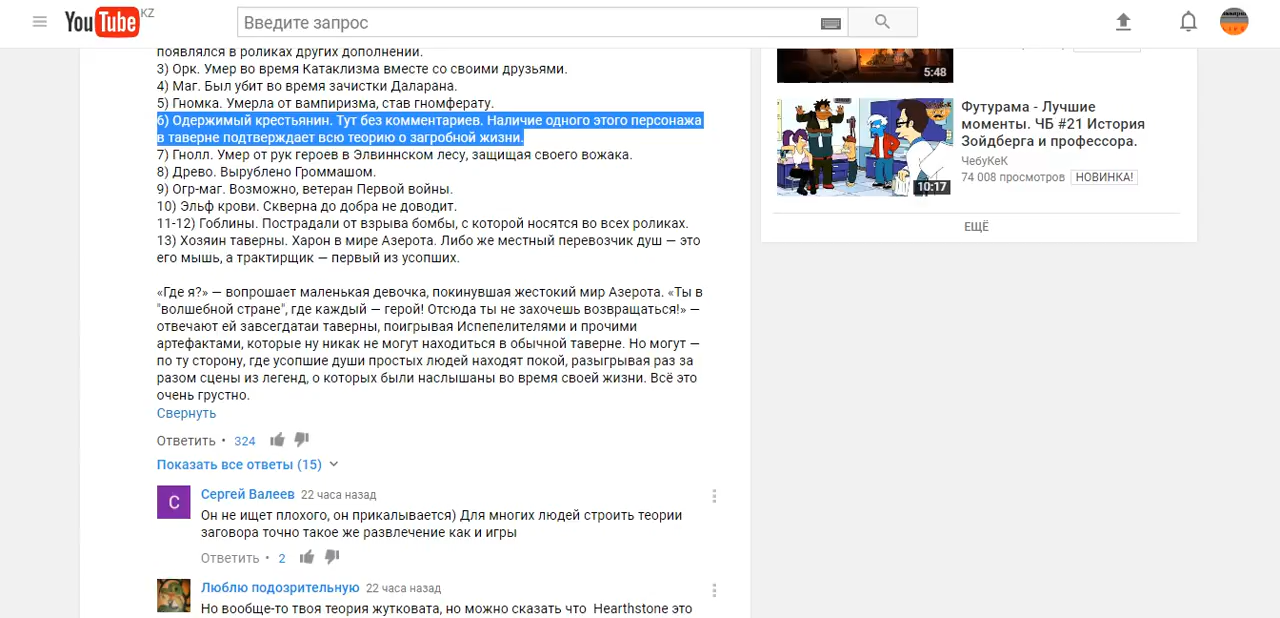 YouTube KZ
Введите запрос
появлялся в роликах других дополнений.
3) Орк. Умер во время Катаклизма вместе со своими друзьями.
4) Маг. Был убит во время зачистки Даларана.
5) Гномка. Умерла от вампиризма, став гномферату.
6) Одержимый крестьянин. Тут без комментариев. Наличие одного этого персонажа
в таверне подтверждает всю теорию о загробной жизни.
7) Гнолл. Умер от рук героев в Элвиннском лесу, защищая своего вожака.
8) Древо. Вырублено Громмашом.
9) Огр-маг. Возможно, ветеран Первой войны.
10) Эльф крови. Скверна до добра не доводит.
11-12) Гоблины. Пострадали от взрыва бомбы, с которой носятся во всех роликах.
13) Хозяин таверны. Харон в мире Азерота. Либо же местный перевозчик душ — это
его мышь, а трактирщик — первый из усопших.
«Где я?» — вопрошает маленькая девочка, покинувшая жестокий мир Азерота. «Ты в
"волшебной стране", где каждый — герой! Отсюда ты не захочешь возвращаться!» —
отвечают ей завсегдатаи таверны, поигрывая Испепелителями и прочими
артефактами, которые ну никак не могут находиться в обычной таверне. Но могут —
по ту сторону, где усопшие души простых людей находят покой, разыгрывая раз за
разом сцены из легенд, о которых были наслышаны во время своей жизни. Всё это
очень грустно.
Свернуть
Ответить • 324
Показать все ответы (15)
С
Сергей Валеев 22 часа назад
Он не ищет плохого, он прикалывается) Для многих людей строить теории
заговора точно такое же развлечение как и игры
Ответить • 2
Люблю подозрительную 22 часа назад
Но вообще-то твоя теория жутковата, но можно сказать что Hearthstone это
5:48
10:17
Футурама - Лучшие
моменты. ЧБ #21 История
Зойдберга и профессора.
ЧебуКеК
74 008 просмотров НОВИНКА!
ЕЩЁ